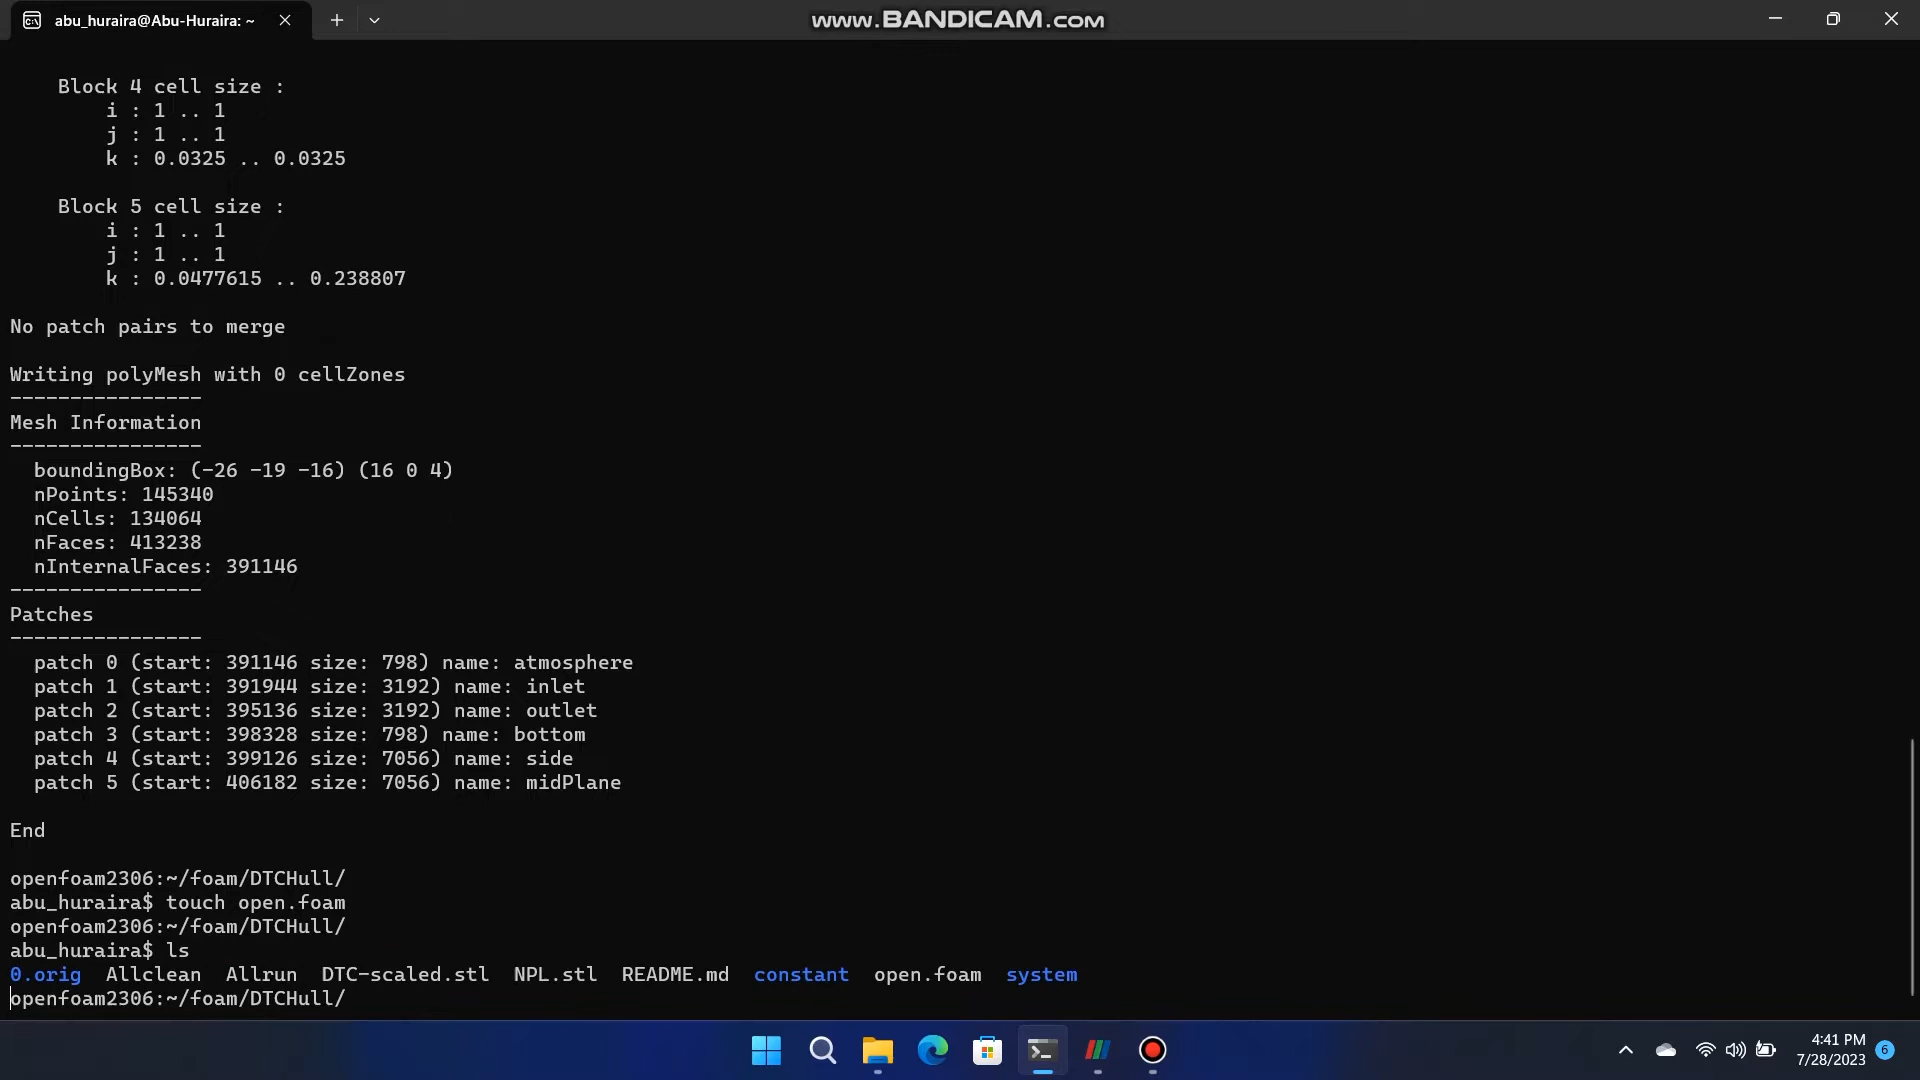 abu_huraira@Abu-Huraira: ~
www.BANDICAM.com
Block 4 cell size :
i : 1 .. 1
j : 1 .. 1
k : 0.0325 .. 0.0325
Block 5 cell size :
i : 1 .. 1
j : 1 .. 1
k : 0.0477615 .. 0.238807
No patch pairs to merge
Writing polyMesh with 0 cellZones
----------------
Mesh Information
----------------
boundingBox: (-26 -19 -16) (16 0 4)
nPoints: 145340
nCells: 134064
nFaces: 413238
nInternalFaces: 391146
----------------
Patches
----------------
patch 0 (start: 391146 size: 798) name: atmosphere
patch 1 (start: 391944 size: 3192) name: inlet
patch 2 (start: 395136 size: 3192) name: outlet
patch 3 (start: 398328 size: 798) name: bottom
patch 4 (start: 399126 size: 7056) name: side
patch 5 (start: 406182 size: 7056) name: midPlane
End
openfoam2306:~/foam/DTCHull/
abu_huraira$ touch open.foam
openfoam2306:~/foam/DTCHull/
abu_huraira$ ls
0.orig Allclean Allrun DTC-scaled.stl NPL.stl README.md constant open.foam system
openfoam2306:~/foam/DTCHull/
4:41 PM
7/28/2023
6